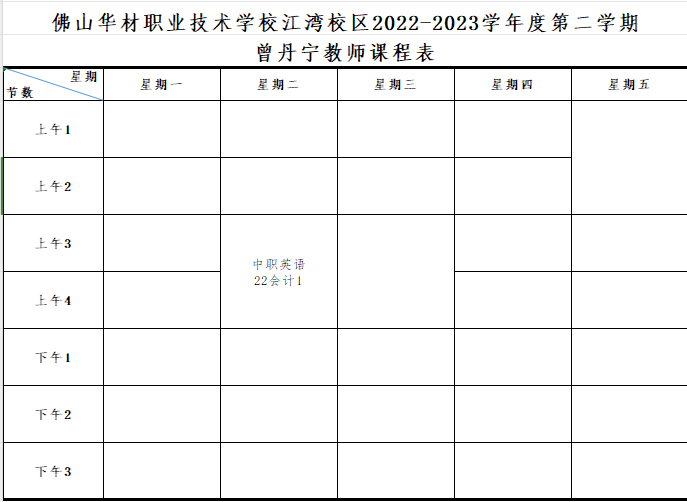 佛山华材职业技术学校江湾校区2022-2023学年度第二学期
曾丹宁教师课程表
星期
节数
星期一 星期二 星期三 星期四 星期五
上午1
上午2
上午3
中职英语
22会计1
上午4
下午1
下午2
下午3